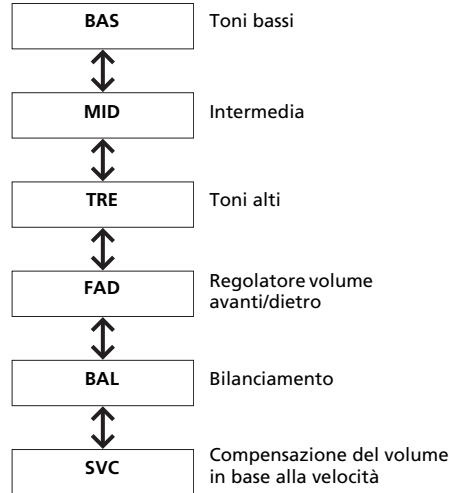 BAS Toni bassi
MID Intermedia
TRE Toni alti
FAD Regolatore volume
avanti/dietro
BAL Bilanciamento
SVC Compensazione del volume
in base alla velocità